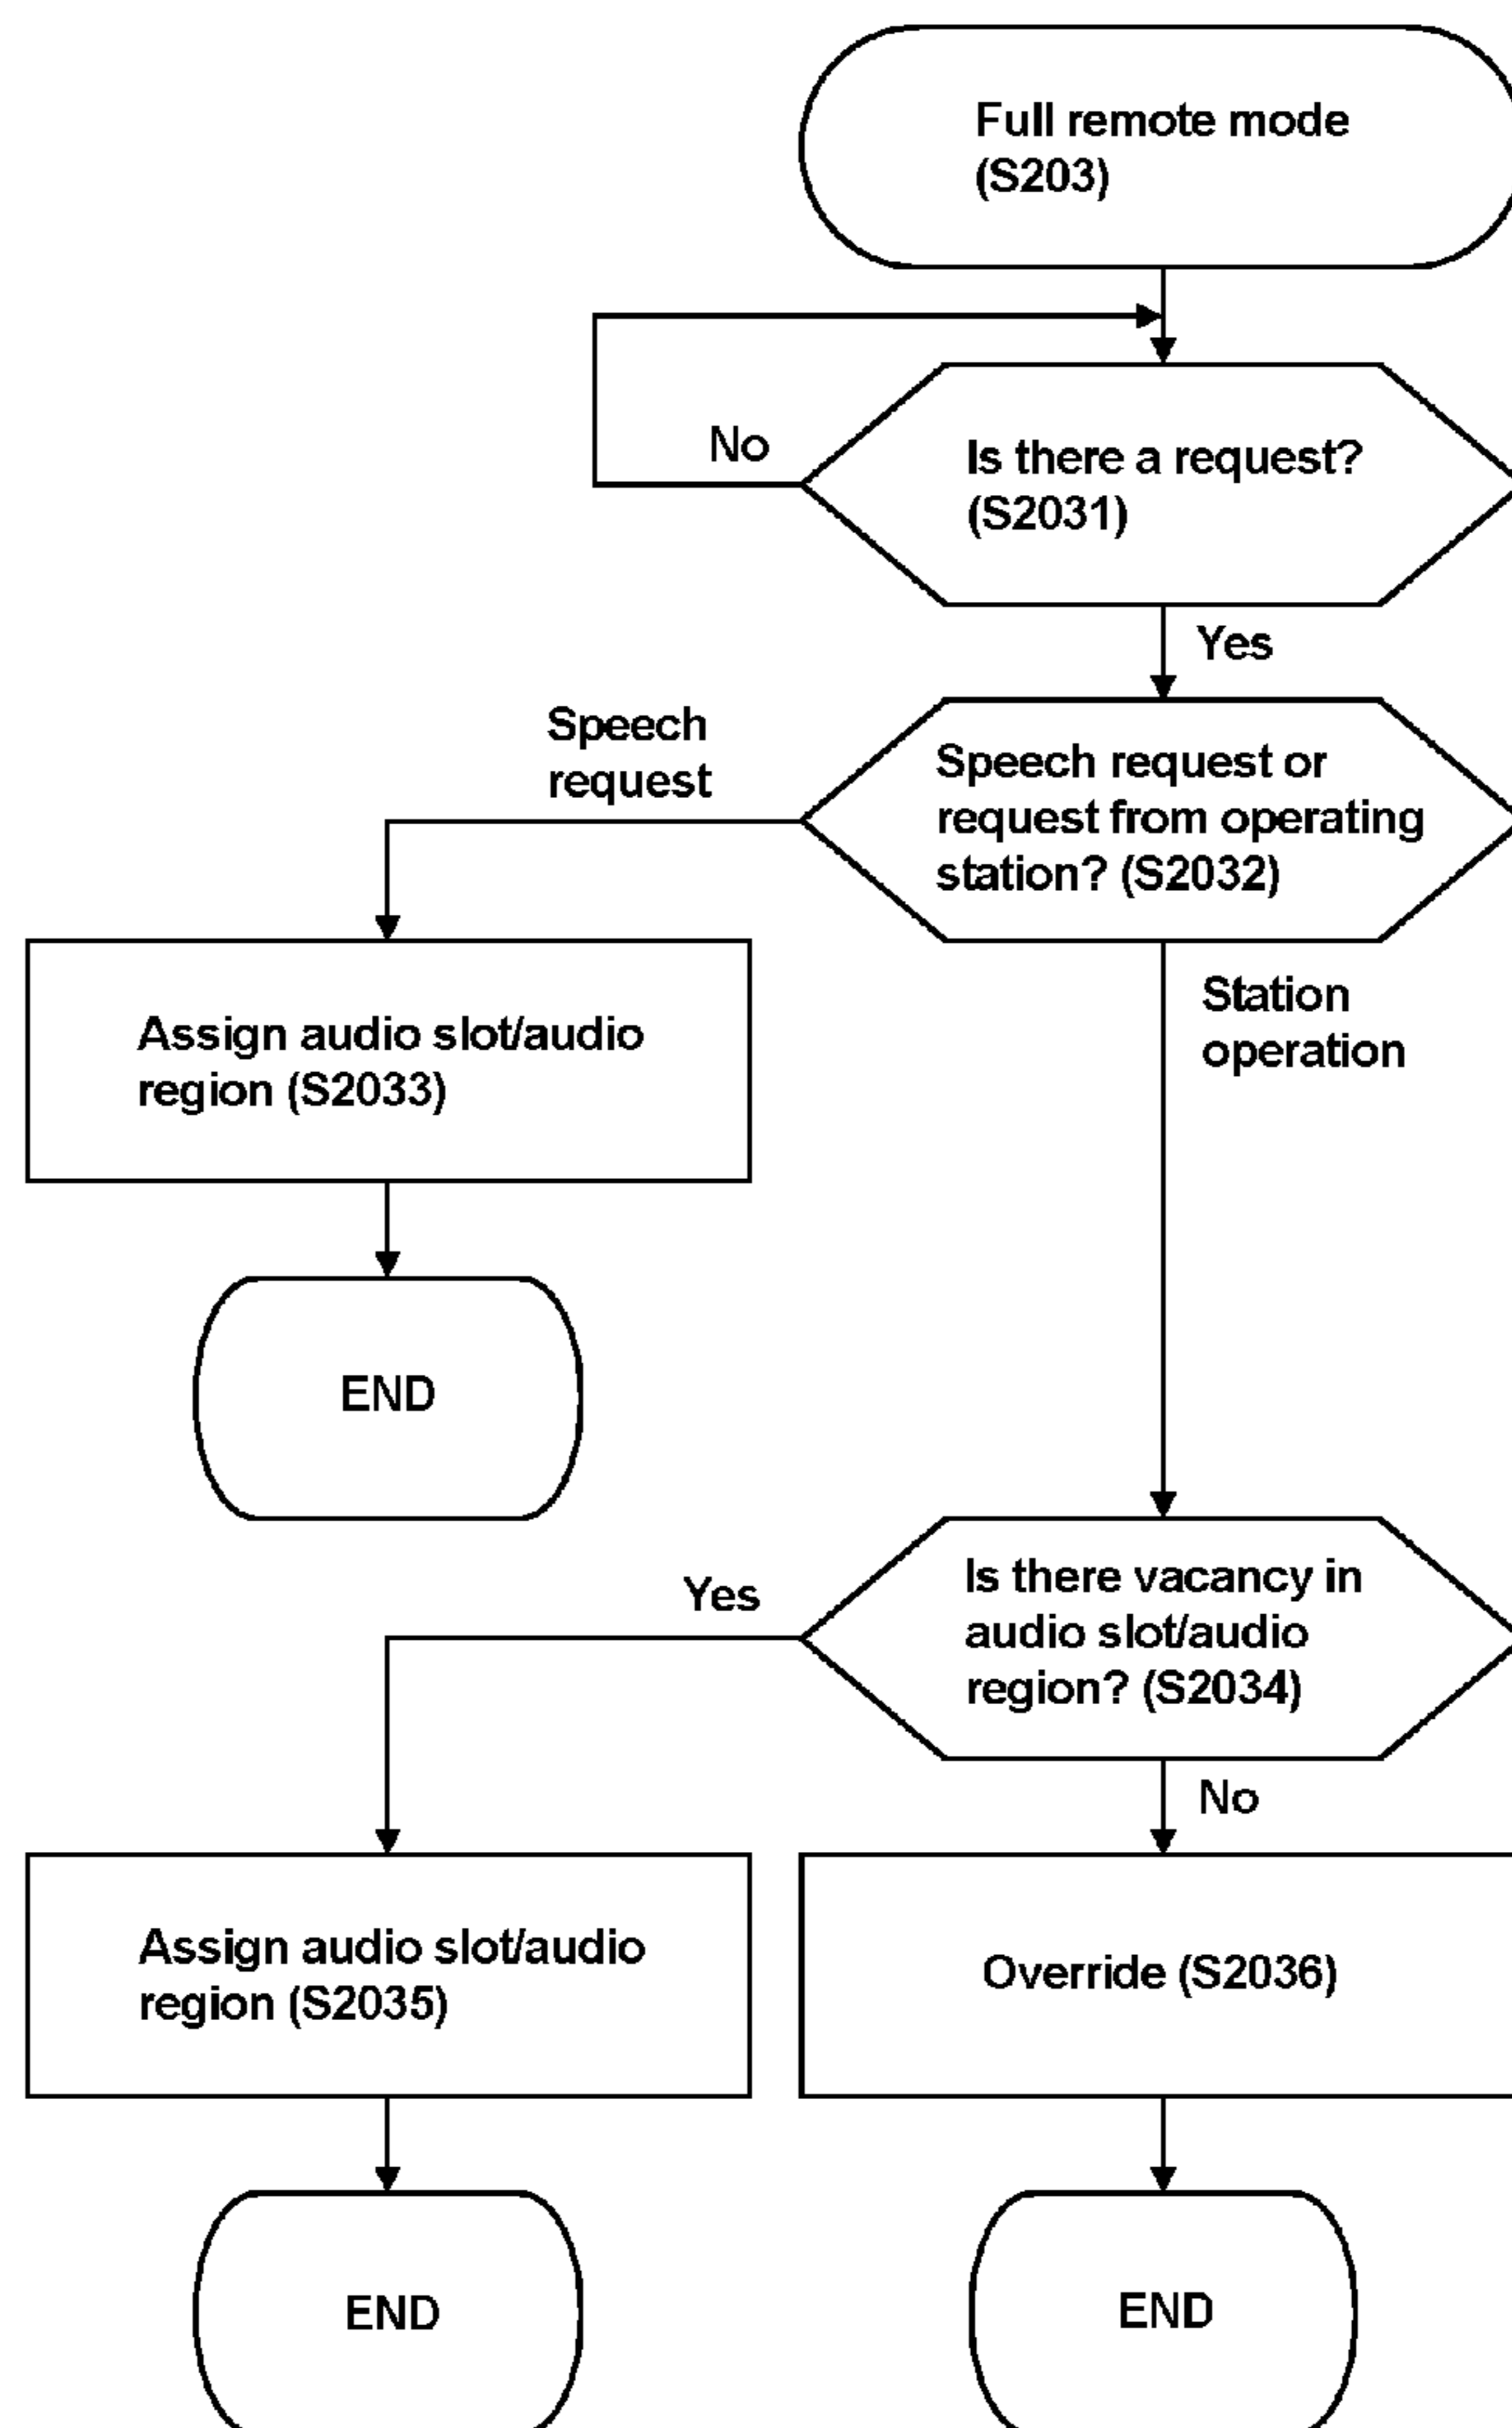 Full remote mode
(S203)
No
Is there a request?
(S2031)
Yes
Speech
request
Speech request or
request from operating
station? (S2032)
Station
operation
Assign audio slot/audio
region (S2033)
END
Yes
Is there vacancy in
audio slot/audio
region? (S2034)
No
Assign audio slot/audio
region (S2035)
Override (S2036)
END
END